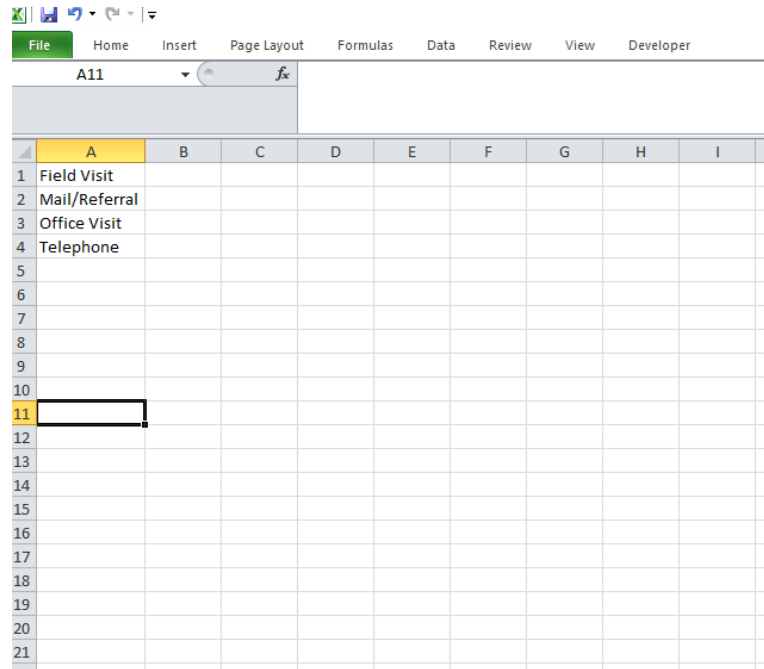 File Home Insert Page Layout Formulas Data Review View Developer
A11 fx
A B C D E F G H I
1 Field Visit
2 Mail/Referral
3 Office Visit
4 Telephone
5
6
7
8
9
10
11
12
13
14
15
16
17
18
19
20
21